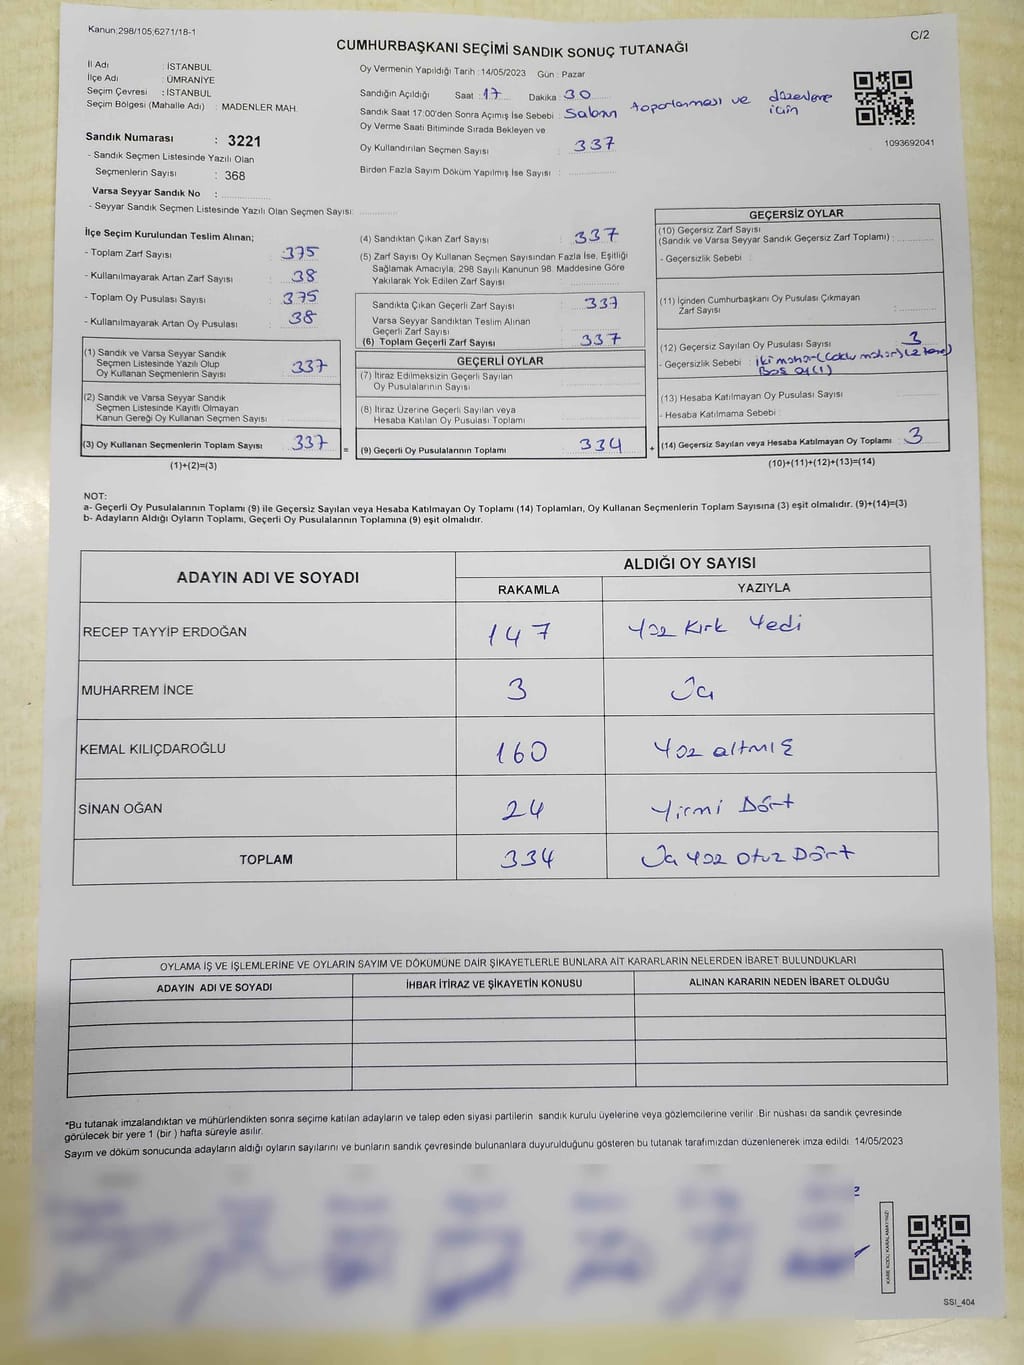 Kanun:298/105;6271/18-1
C/2
CUMHURBAŞKANI SEÇİMİ SANDIK SONUÇ TUTANAĞI
İl Adı : İSTANBUL
İlçe Adı : ÜMRANİYE
Seçim Çevresi : İSTANBUL
Seçim Bölgesi (Mahalle Adı) : MADENLER MAH.
Sandık Numarası : 3221
- Sandık Seçmen Listesinde Yazılı Olan
Seçmenlerin Sayısı : 368
Varsa Seyyar Sandık No :
- Seyyar Sandık Seçmen Listesinde Yazılı Olan Seçmen Sayısı:
Oy Vermenin Yapıldığı Tarih : 14/05/2023 Gün : Pazar
Sandığın Açıldığı Saat : 17 Dakika : 30
Sandık Saat 17:00'den Sonra Açımış İse Sebebi : Salonn toparlanması ve düzenleme için
Oy Verme Saati Bitiminde Sırada Bekleyen ve
Oy Kullandırılan Seçmen Sayısı : 337
Birden Fazla Sayım Döküm Yapılmış İse Sayısı :
1093692041
İlçe Seçim Kurulundan Teslim Alınan;
- Toplam Zarf Sayısı : 375
- Kullanılmayarak Artan Zarf Sayısı : 38
- Toplam Oy Pusulası Sayısı : 375
- Kullanılmayarak Artan Oy Pusulası : 38
(1) Sandık ve Varsa Seyyar Sandık
Seçmen Listesinde Yazılı Olup
Oy Kullanan Seçmenlerin Sayısı : 337
(2) Sandık ve Varsa Seyyar Sandık
Seçmen Listesinde Kayıtlı Olmayan
Kanun Gereği Oy Kullanan Seçmen Sayısı :
(3) Oy Kullanan Seçmenlerin Toplam Sayısı : 337 =
(1)+(2)=(3)
(4) Sandıktan Çıkan Zarf Sayısı : 337
(5) Zarf Sayısı Oy Kullanan Seçmen Sayısından Fazla İse, Eşitliği
Sağlamak Amacıyla, 298 Sayılı Kanunun 98. Maddesine Göre
Yakılarak Yok Edilen Zarf Sayısı :
Sandıkta Çıkan Geçerli Zarf Sayısı : 337
Varsa Seyyar Sandıktan Teslim Alınan
Geçerli Zarf Sayısı :
(6) Toplam Geçerli Zarf Sayısı : 337
GEÇERLİ OYLAR
(7) İtiraz Edilmeksizin Geçerli Sayılan
Oy Pusulalarının Sayısı :
(8) İtiraz Üzerine Geçerli Sayılan veya
Hesaba Katılan Oy Pusulası Toplamı :
(9) Geçerli Oy Pusulalarının Toplamı : 334 +
GEÇERSİZ OYLAR
(10) Geçersiz Zarf Sayısı
(Sandık ve Varsa Seyyar Sandık Geçersiz Zarf Toplamı) :
- Geçersizlik Sebebi :
(11) İçinden Cumhurbaşkanı Oy Pusulası Çıkmayan
Zarf Sayısı :
(12) Geçersiz Sayılan Oy Pusulası Sayısı : 3
- Geçersizlik Sebebi : İki mühür (Çoklu mühür) (2 tane)
Boş oy (1)
(13) Hesaba Katılmayan Oy Pusulası Sayısı :
- Hesaba Katılmama Sebebi :
(14) Geçersiz Sayılan veya Hesaba Katılmayan Oy Toplamı : 3
(10)+(11)+(12)+(13)=(14)
NOT:
a- Geçerli Oy Pusulalarının Toplamı (9) ile Geçersiz Sayılan veya Hesaba Katılmayan Oy Toplamı (14) Toplamları, Oy Kullanan Seçmenlerin Toplam Sayısına (3) eşit olmalıdır. (9)+(14)=(3)
b- Adayların Aldığı Oyların Toplamı, Geçerli Oy Pusulalarının Toplamına (9) eşit olmalıdır.
ADAYIN ADI VE SOYADI ALDIĞI OY SAYISI
RAKAMLA YAZIYLA
RECEP TAYYİP ERDOĞAN 147 Yüz Kırk Yedi
MUHARREM İNCE 3 Üç
KEMAL KILIÇDAROĞLU 160 Yüz altmış
SİNAN OĞAN 24 Yirmi Dört
TOPLAM 334 Üç yüz Otuz Dört
OYLAMA İŞ VE İŞLEMLERİNE VE OYLARIN SAYIM VE DÖKÜMÜNE DAİR ŞİKAYETLERLE BUNLARA AİT KARARLARIN NELERDEN İBARET BULUNDUKLARI
ADAYIN ADI VE SOYADI İHBAR İTİRAZ VE ŞİKAYETİN KONUSU ALINAN KARARIN NEDEN İBARET OLDUĞU
*Bu tutanak imzalandıktan ve mühürlendikten sonra seçime katılan adayların ve talep eden siyasi partilerin sandık kurulu üyelerine veya gözlemcilerine verilir. Bir nüshası da sandık çevresinde
görülecek bir yere 1 (bir ) hafta süreyle asılır.
Sayım ve döküm sonucunda adayların aldığı oyların sayılarını ve bunların sandık çevresinde bulunanlara duyurulduğunu gösteren bu tutanak tarafımızdan düzenlenerek imza edildi. 14/05/2023
KARE KODU KARALAMAYINIZ!
SSI_404